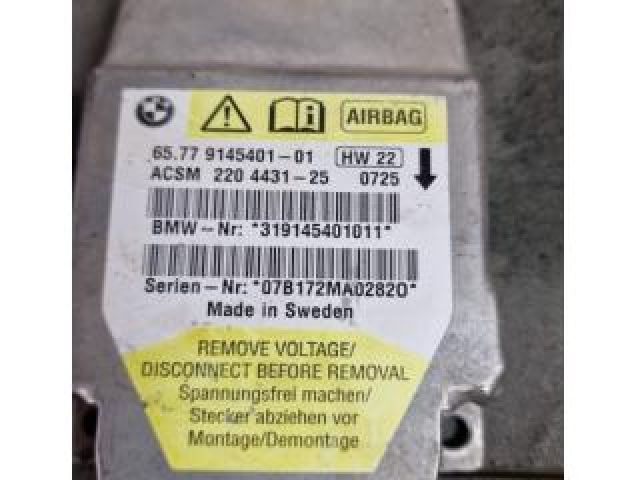 AIRBAG
65.77 9145401-01 HW 22
ACSM 220 4431-25 0725
BMW-Nr: *319145401011*
Serien-Nr: *07B172MA0282O*
Made in Sweden
REMOVE VOLTAGE/
DISCONNECT BEFORE REMOVAL
Spannungsfrei machen/
Stecker abziehen vor
Montage/Demontage